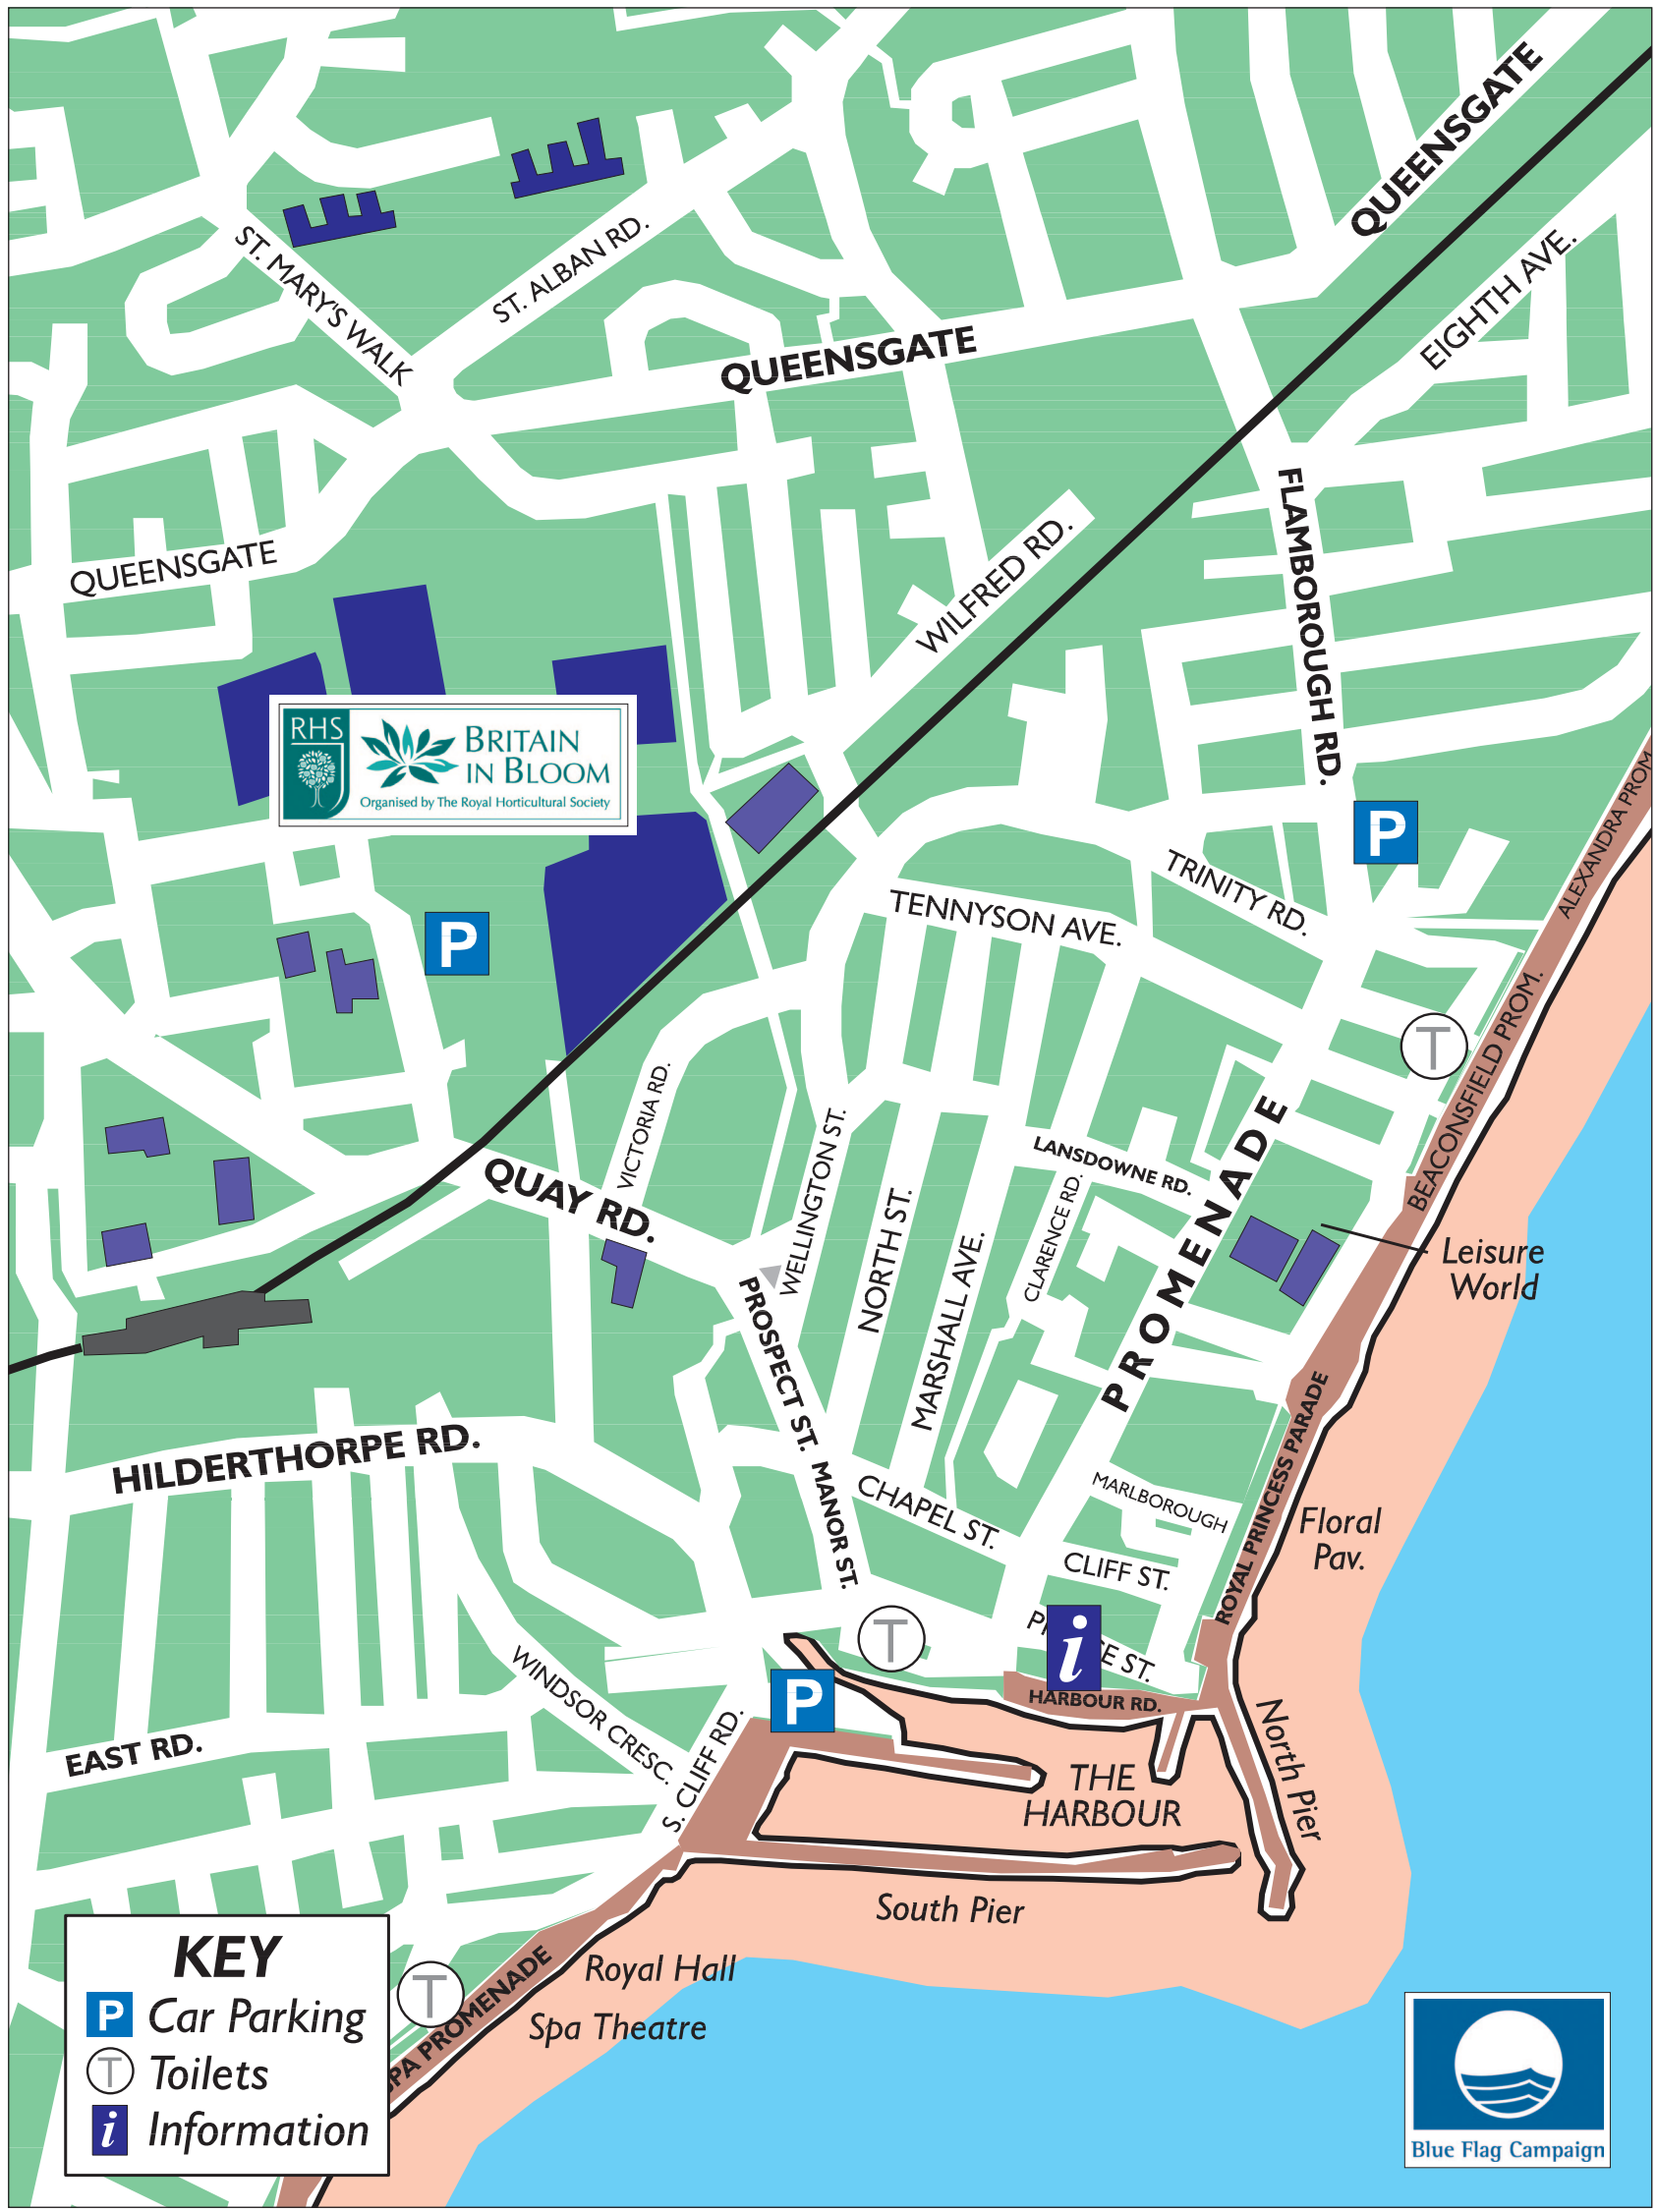 QUEENSGATE
ST. MARY'S WALK
ST. ALBAN RD.
EIGHTH AVE.
QUEENSGATE
QUEENSGATE
WILFRED RD.
FLAMBOROUGH RD.
RHS
BRITAIN
IN BLOOM
Organised by The Royal Horticultural Society
P
ALEXANDRA PROM
TRINITY RD.
TENNYSON AVE.
P
T
BEACONSFIELD PROM.
VICTORIA RD.
WELLINGTON ST.
LANSDOWNE RD.
PROMENADE
QUAY RD.
NORTH ST.
CLARENCE RD.
MARSHALL AVE.
Leisure
World
PROSPECT ST.
HILDERTHORPE RD.
ROYAL PRINCESS PARADE
MANOR ST.
CHAPEL ST.
MARLBOROUGH
Floral
Pav.
CLIFF ST.
T
i
E ST.
WINDSOR CRESC.
P
HARBOUR RD.
EAST RD.
S. CLIFF RD.
THE
HARBOUR
North Pier
South Pier
Royal Hall
Spa Theatre
T
PA PROMENADE
KEY
P Car Parking
T Toilets
i Information
Blue Flag Campaign